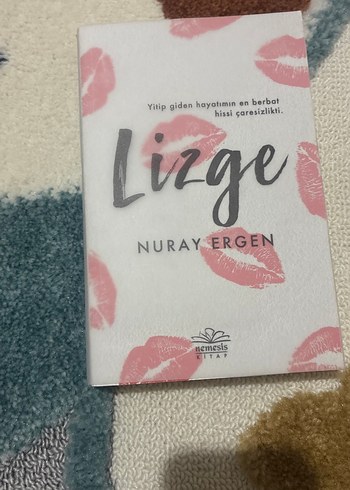 Yitip giden hayatımın en berbat
hissi çaresizlikti.
Lizge
NURAY ERGEN
nemesis
KİTAP